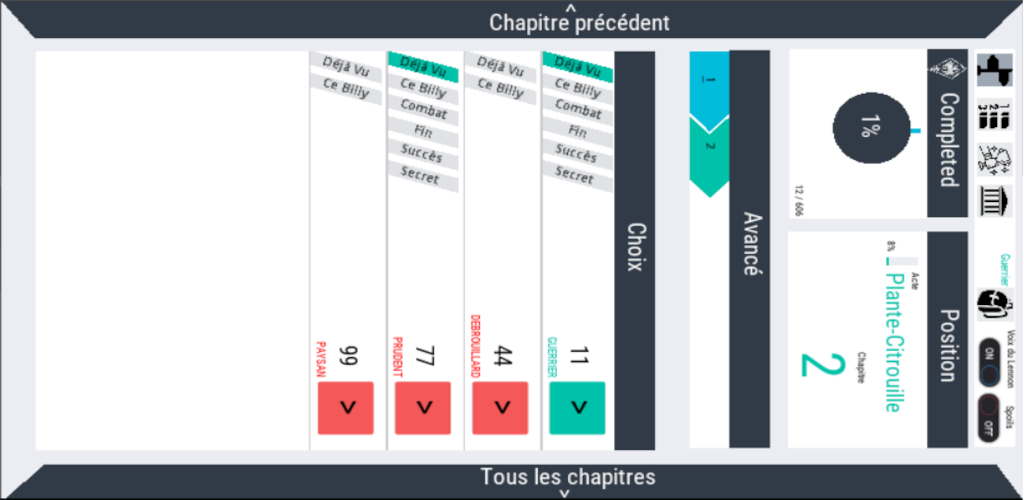 Chapitre précédent
Guerrier
Voix du Lennon
ON
Spoils
OFF
Completed
1%
12 / 606
Position
Acte
Plante-Citrouille
8%
Chapitre
2
Avancé
1
2
Choix
Déjà Vu
Ce Billy
Combat
Fin
Succès
Secret
11
GUERRIER
>
Déjà Vu
Ce Billy
44
DEBROUILLARD
>
Déjà Vu
Ce Billy
Combat
Fin
Succès
Secret
77
PRUDENT
>
Déjà Vu
Ce Billy
99
PAYSAN
>
Tous les chapitres